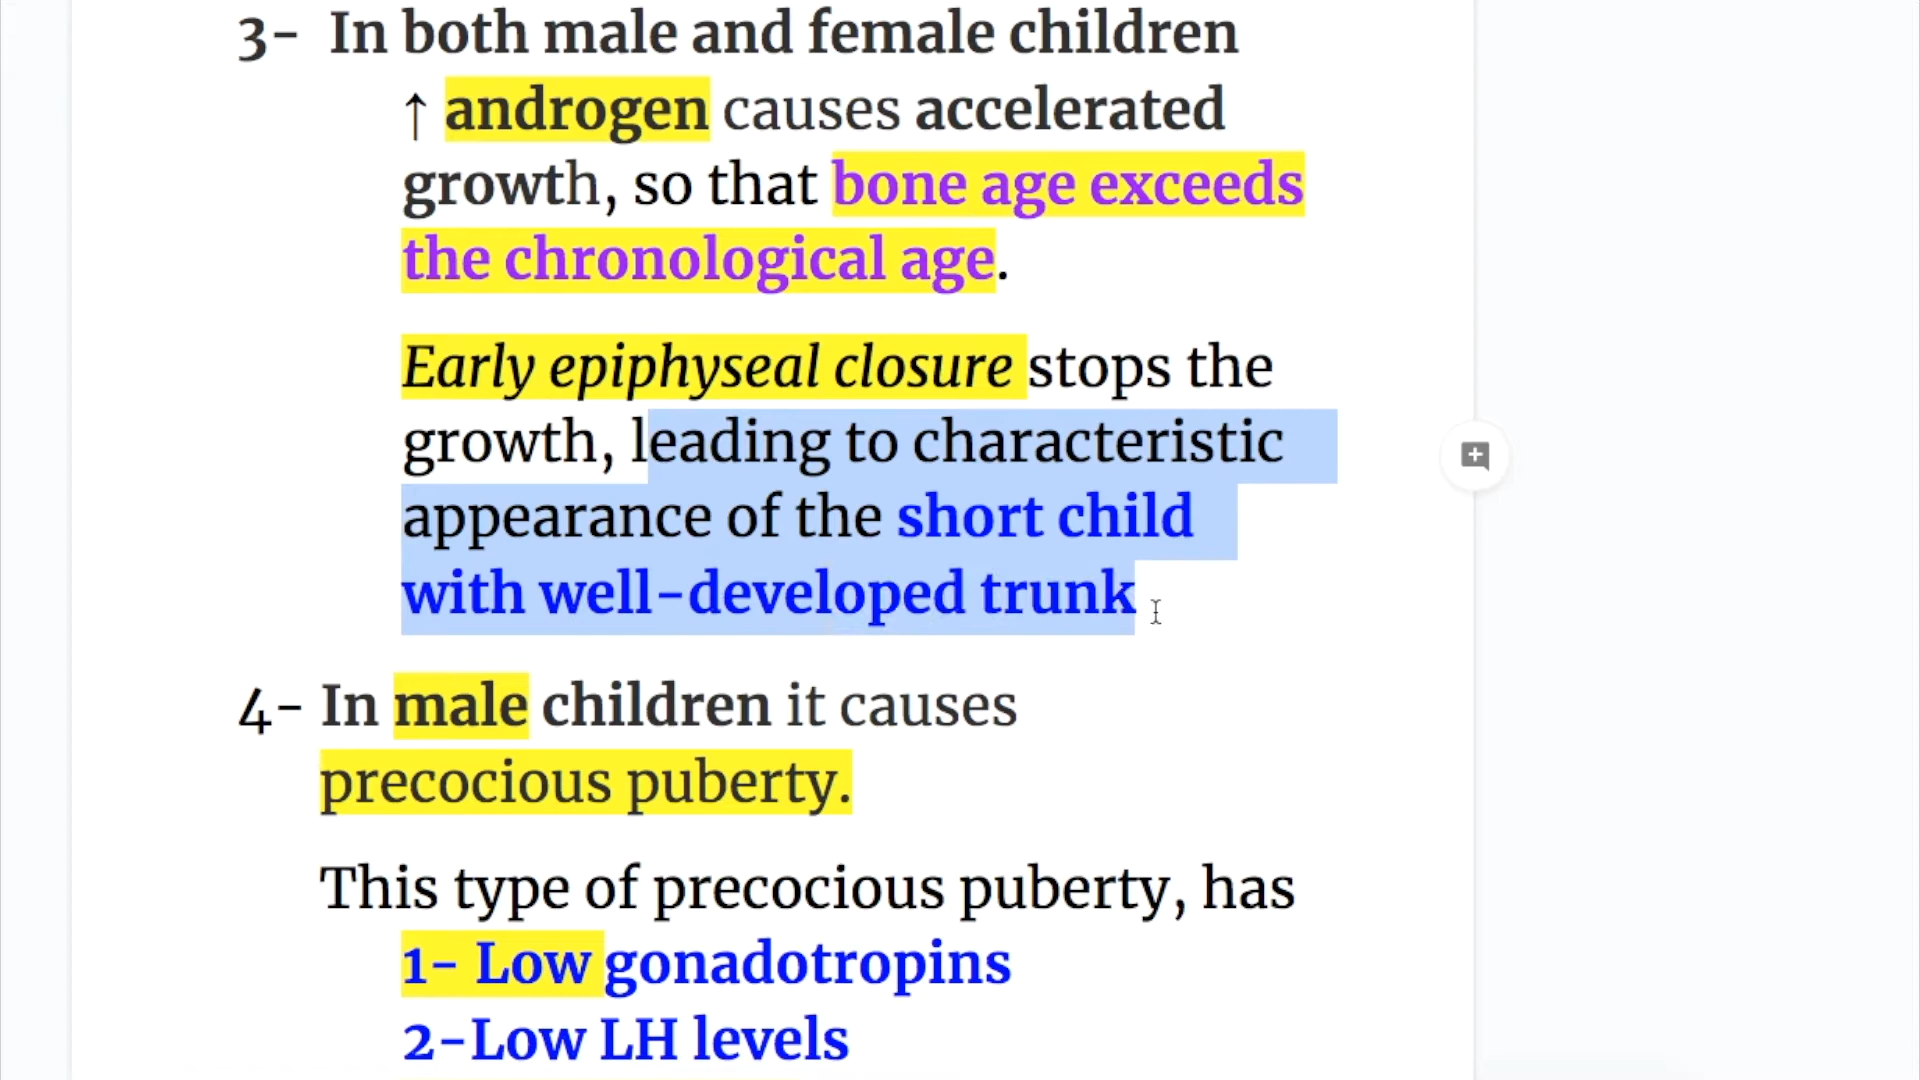 3- In both male and female children
↑ androgen causes accelerated
growth, so that bone age exceeds
the chronological age.
Early epiphyseal closure stops the
growth, leading to characteristic
appearance of the short child
with well-developed trunk
4- In male children it causes
precocious puberty.
This type of precocious puberty, has
1- Low gonadotropins
2-Low LH levels